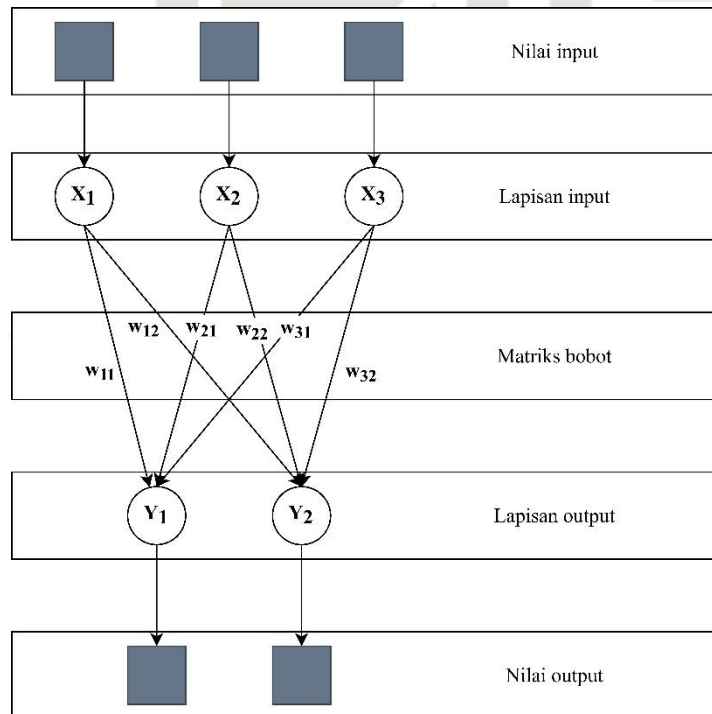 Nilai input
X1 X2 X3
Lapisan input
w12 w21 w22 w31
Matriks bobot
w11 w32
Y1 Y2
Lapisan output
Nilai output